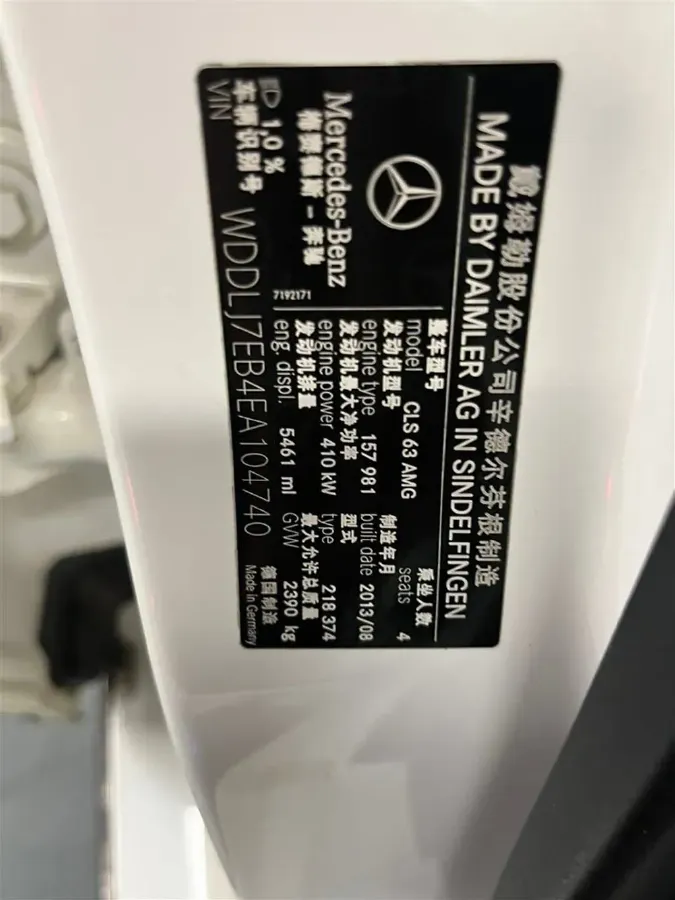 戴姆勒股份公司辛德尔芬根制造
MADE BY DAIMLER AG IN SINDELFINGEN
Mercedes-Benz
梅赛德斯-奔驰
7192171
整车型号
model CLS 63 AMG
乘坐人数
seats 4
发动机型号
engine type 157 981
制造年月
built date 2013/08
发动机最大净功率
engine power 410 kW
型式
type 218 374
发动机排量
eng. displ. 5461 ml
最大允许总质量
GVW 2390 kg
1,0 %
车辆识别号
VIN WDDLJ7EB4EA104740
德国制造
Made in Germany